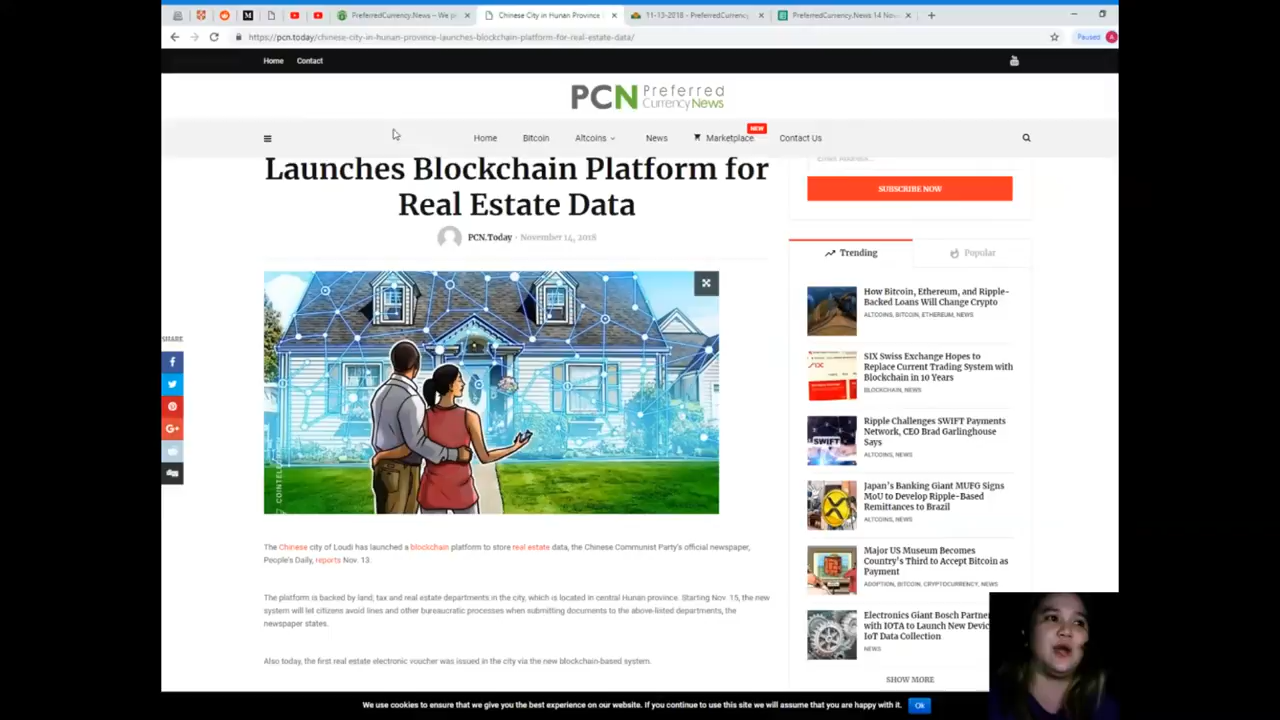 PreferredCurrency.News – We pr
Chinese City in Hunan Province
11-13-2018 - PreferredCurrency
PreferredCurrency.News 14 Nov
https://pcn.today/chinese-city-in-hunan-province-launches-blockchain-platform-for-real-estate-data/
Paused
A
Home
Contact
PCN Preferred
CurrencyNews
NEW
Home
Bitcoin
Altcoins
News
Marketplace
Contact Us
Launches Blockchain Platform for
Real Estate Data
PCN.Today - November 14, 2018
SHARE
COINTELEGRAPH
The Chinese city of Loudi has launched a blockchain platform to store real estate data, the Chinese Communist Party's official newspaper,
People's Daily, reports Nov. 13.
The platform is backed by land, tax and real estate departments in the city, which is located in central Hunan province. Starting Nov. 15, the new
system will let citizens avoid lines and other bureaucratic processes when submitting documents to the above-listed departments, the
newspaper states.
Also today, the first real estate electronic voucher was issued in the city via the new blockchain-based system.
Email Address...
SUBSCRIBE NOW
Trending
Popular
How Bitcoin, Ethereum, and Ripple-
Backed Loans Will Change Crypto
ALTCOINS, BITCOIN, ETHEREUM, NEWS
SIX Swiss Exchange Hopes to
Replace Current Trading System with
Blockchain in 10 Years
BLOCKCHAIN, NEWS
SWIFT
Ripple Challenges SWIFT Payments
Network, CEO Brad Garlinghouse
Says
ALTCOINS, NEWS
Japan's Banking Giant MUFG Signs
MoU to Develop Ripple-Based
Remittances to Brazil
ALTCOINS, NEWS
Major US Museum Becomes
Country's Third to Accept Bitcoin as
Payment
ADOPTION, BITCOIN, CRYPTOCURRENCY, NEWS
Electronics Giant Bosch Partner
with IOTA to Launch New Devic
IoT Data Collection
NEWS
SHOW MORE
We use cookies to ensure that we give you the best experience on our website. If you continue to use this site we will assume that you are happy with it.
Ok